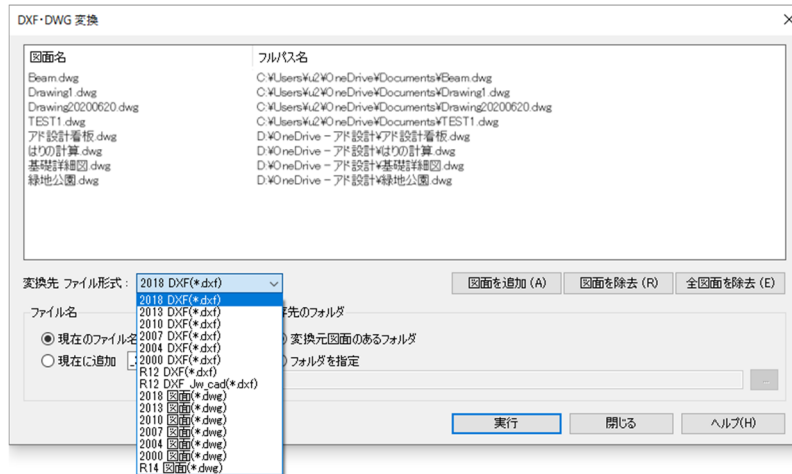 DXF・DWG 変換
図面名 フルパス名
Beam.dwg C:¥Users¥u2¥OneDrive¥Documents¥Beam.dwg
Drawing1.dwg C:¥Users¥u2¥OneDrive¥Documents¥Drawing1.dwg
Drawing20200620.dwg C:¥Users¥u2¥OneDrive¥Documents¥Drawing20200620.dwg
TEST1.dwg C:¥Users¥u2¥OneDrive¥Documents¥TEST1.dwg
アド設計看板.dwg D:¥OneDrive - アド設計¥アド設計看板.dwg
はりの計算.dwg D:¥OneDrive - アド設計¥はりの計算.dwg
基礎詳細図.dwg D:¥OneDrive - アド設計¥基礎詳細図.dwg
緑地公園.dwg D:¥OneDrive - アド設計¥緑地公園.dwg
変換先 ファイル形式 : 2018 DXF(*.dxf) 図面を追加 (A) 図面を除去 (R) 全図面を除去 (E)
2018 DXF(*.dxf)
2013 DXF(*.dxf)
2010 DXF(*.dxf)
2007 DXF(*.dxf)
2004 DXF(*.dxf)
2000 DXF(*.dxf)
R12 DXF(*.dxf)
R12 DXF_Jw_cad(*.dxf)
2018 図面(*.dwg)
2013 図面(*.dwg)
2010 図面(*.dwg)
2007 図面(*.dwg)
2004 図面(*.dwg)
2000 図面(*.dwg)
R14 図面(*.dwg)
ファイル名 先のフォルダ
現在のファイル名 変換元図面のあるフォルダ
現在に追加 フォルダを指定
...
実行 閉じる ヘルプ(H)